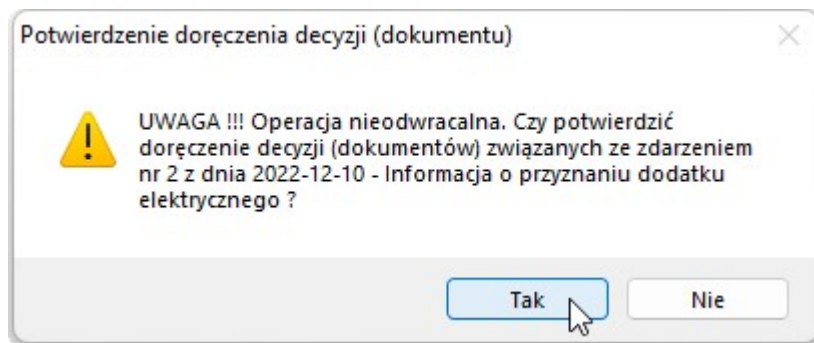 Potwierdzenie doręczenia decyzji (dokumentu)
UWAGA !!! Operacja nieodwracalna. Czy potwierdzić
doręczenie decyzji (dokumentów) związanych ze zdarzeniem
nr 2 z dnia 2022-12-10 - Informacja o przyznaniu dodatku
elektrycznego ?
Tak
Nie